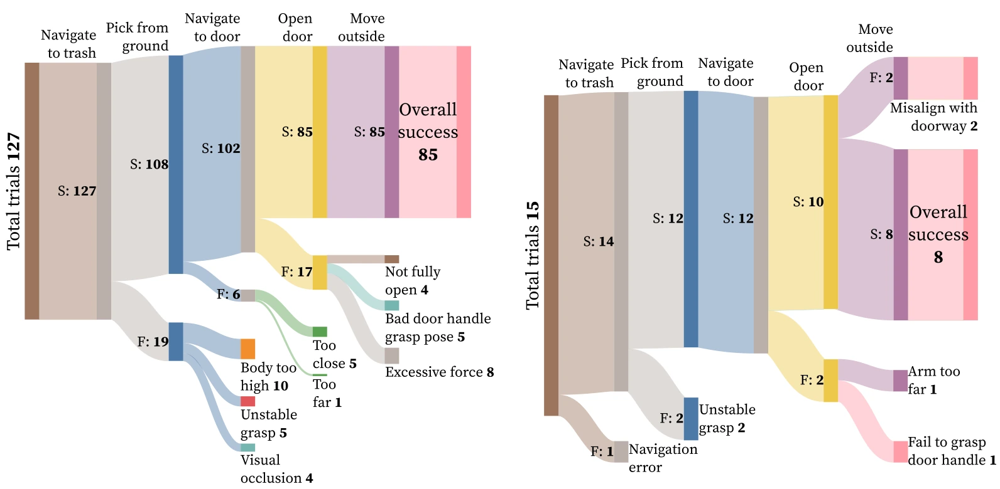 Total trials 127
Navigate
to trash
S: 127
Pick from
ground
S: 108
F: 19
Navigate
to door
S: 102
F: 6
Body too
high 10
Unstable
grasp 5
Visual
occlusion 4
Open
door
S: 85
F: 17
Too
close 5
Too
far 1
Move
outside
S: 85
Not fully
open 4
Bad door handle
grasp pose 5
Excessive force 8
Overall
success
85
Total trials 15
Navigate
to trash
S: 14
F: 1
Navigation
error
Pick from
ground
S: 12
F: 2
Unstable
grasp 2
Navigate
to door
S: 12
Open
door
S: 10
F: 2
Move
outside
F: 2
Misalign with
doorway 2
S: 8
Overall
success
8
Arm too
far 1
Fail to grasp
door handle 1